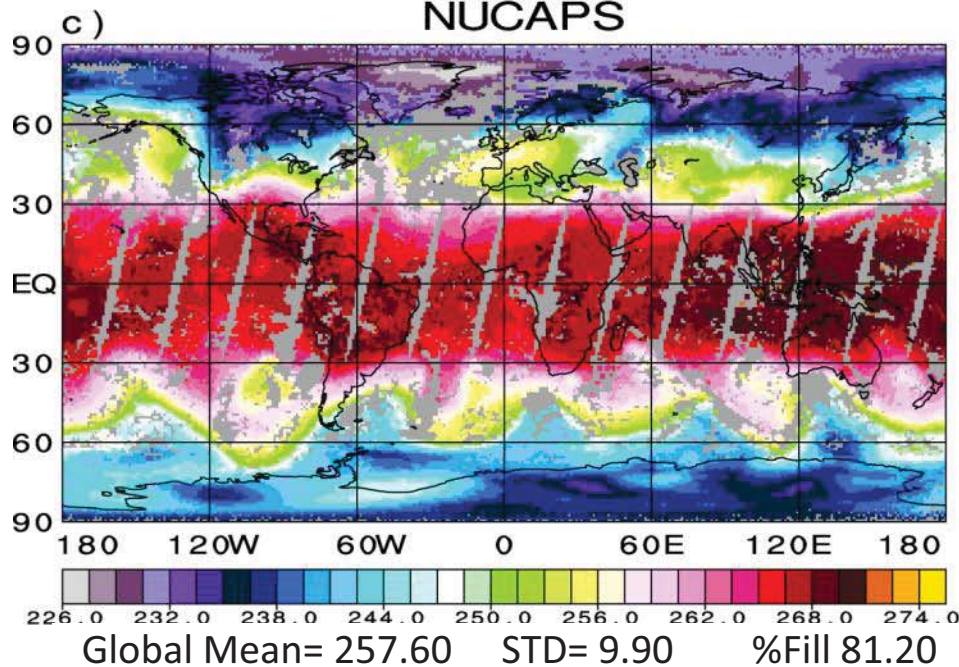 NUCAPS
c)
90
60
30
EQ
30
60
90
180 120W 60W 0 60E 120E 180
226.0 232.0 238.0 244.0 250.0 256.0 262.0 268.0 274.0
Global Mean= 257.60 STD= 9.90 %Fill 81.20